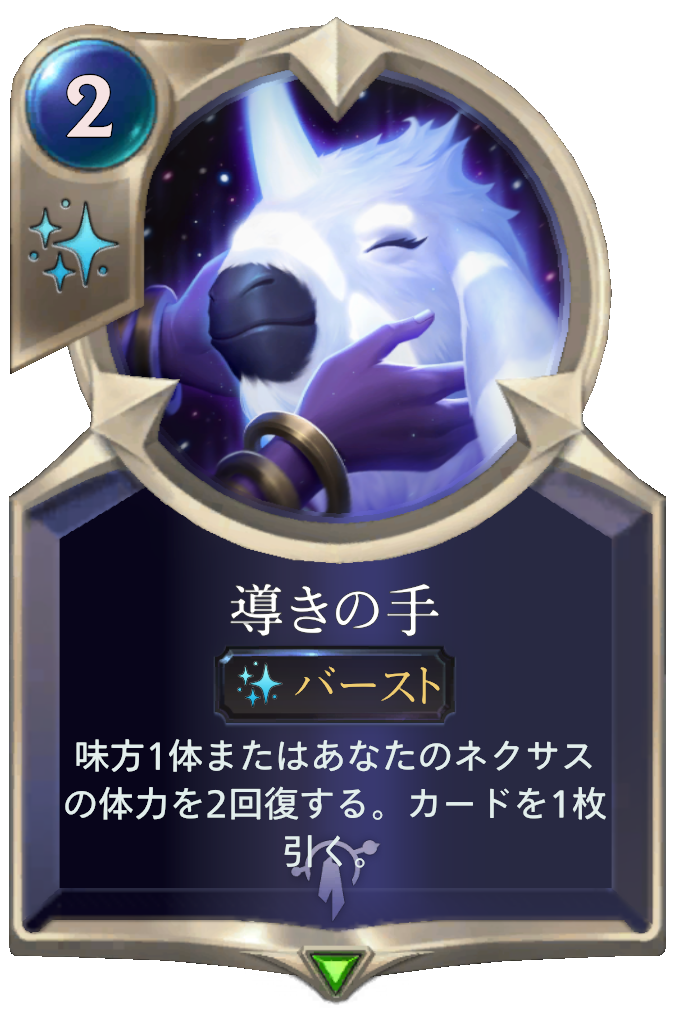 2
導きの手
バースト
味方1体またはあなたのネクサス
の体力を2回復する。カードを1枚
引く。